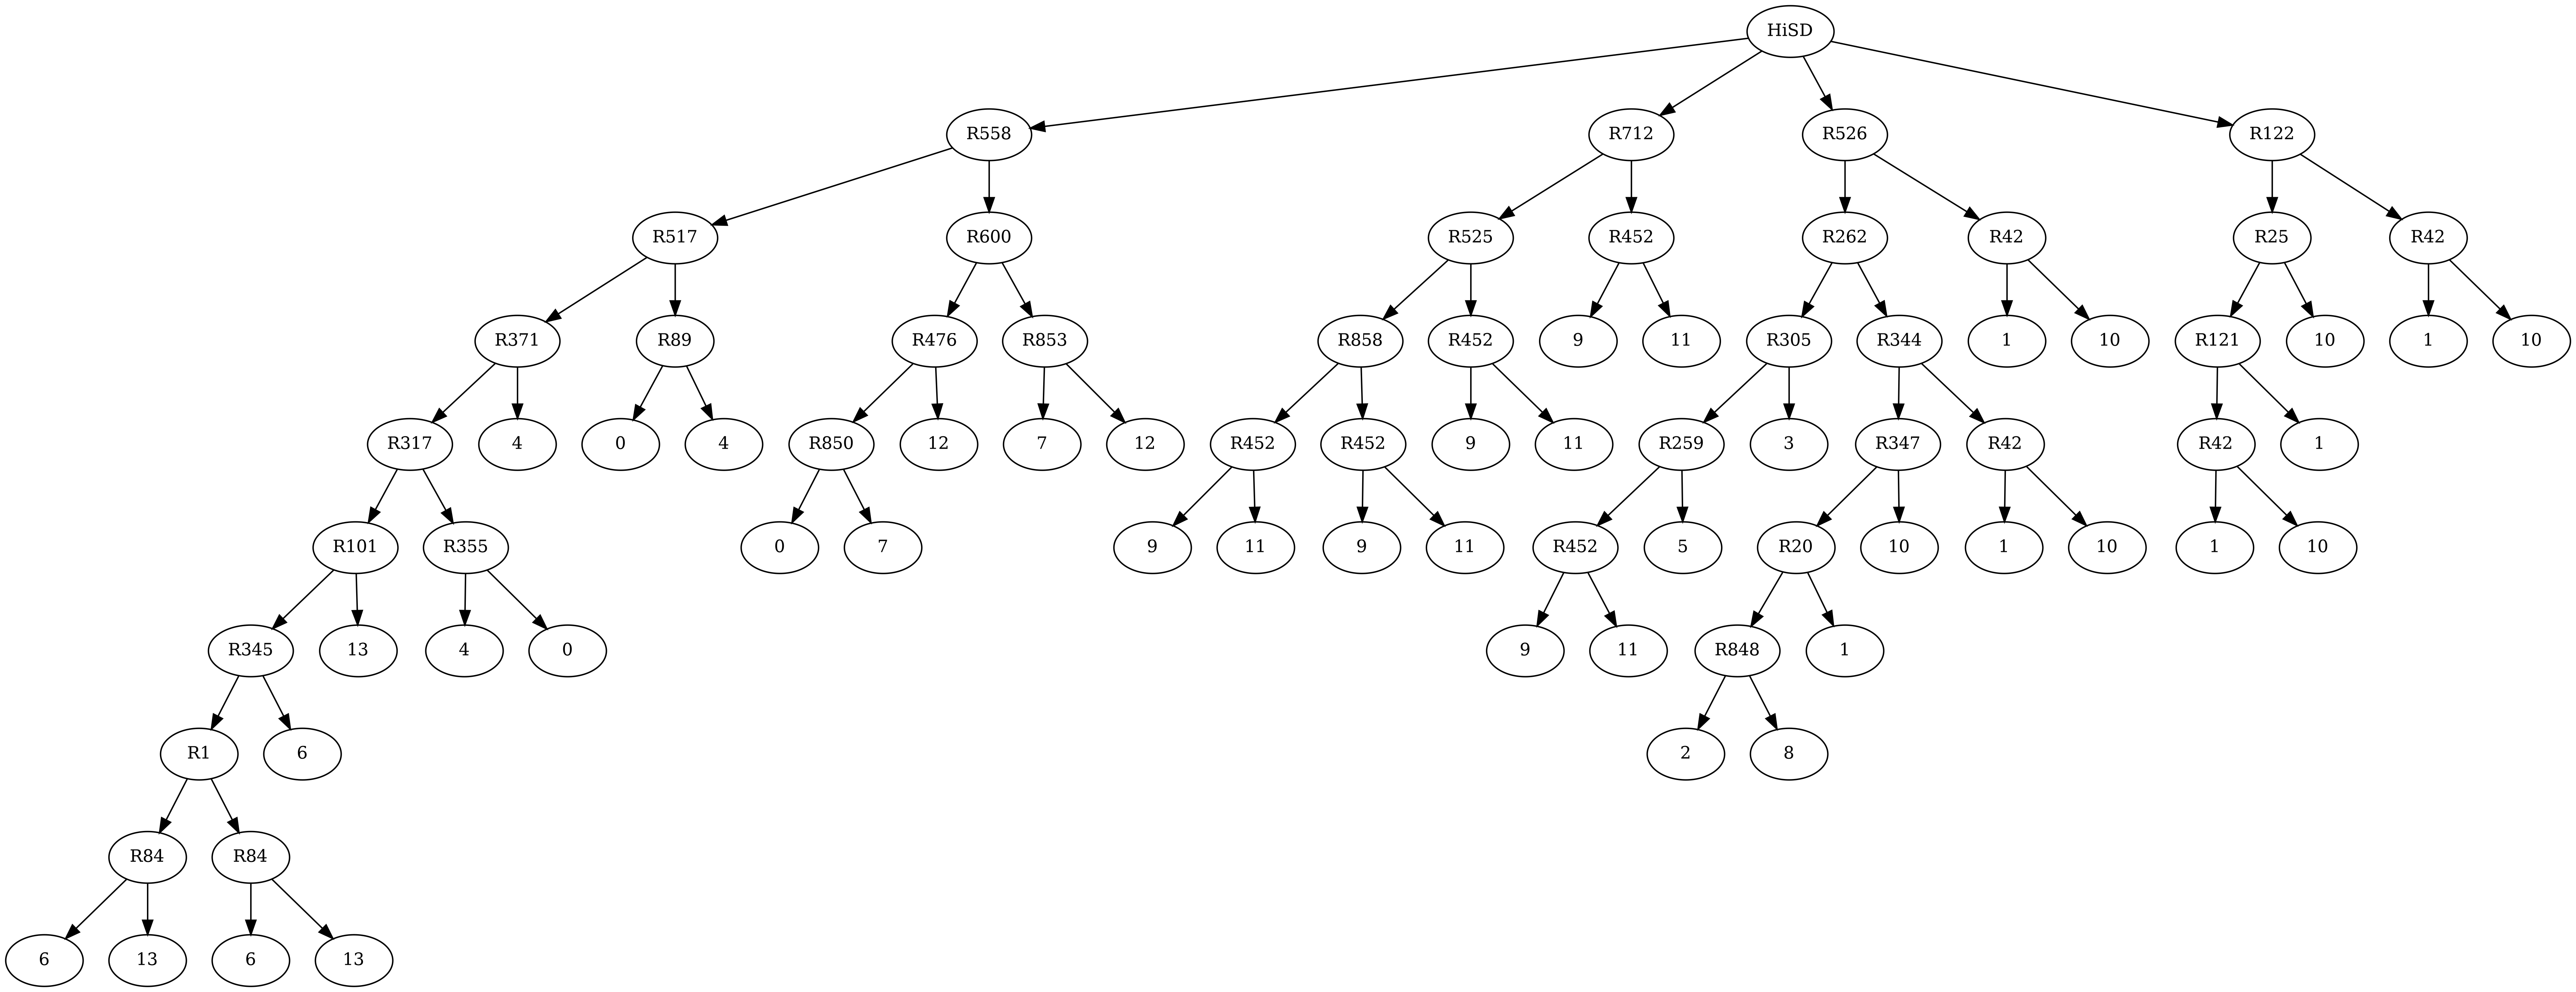 HiSD
R558 R712 R526 R122
R517 R600 R525 R452 R262 R42 R25 R42
R371 R89 R476 R853 R858 R452 9 11 R305 R344 1 10 R121 10 1 10
R317 4 0 4 R850 12 7 12 R452 R452 9 11 R259 3 R347 R42 R42 1
R101 R355 0 7 9 11 9 11 R452 5 R20 10 1 10 1 10
R345 13 4 0 9 11 R848 1
R1 6 2 8
R84 R84
6 13 6 13